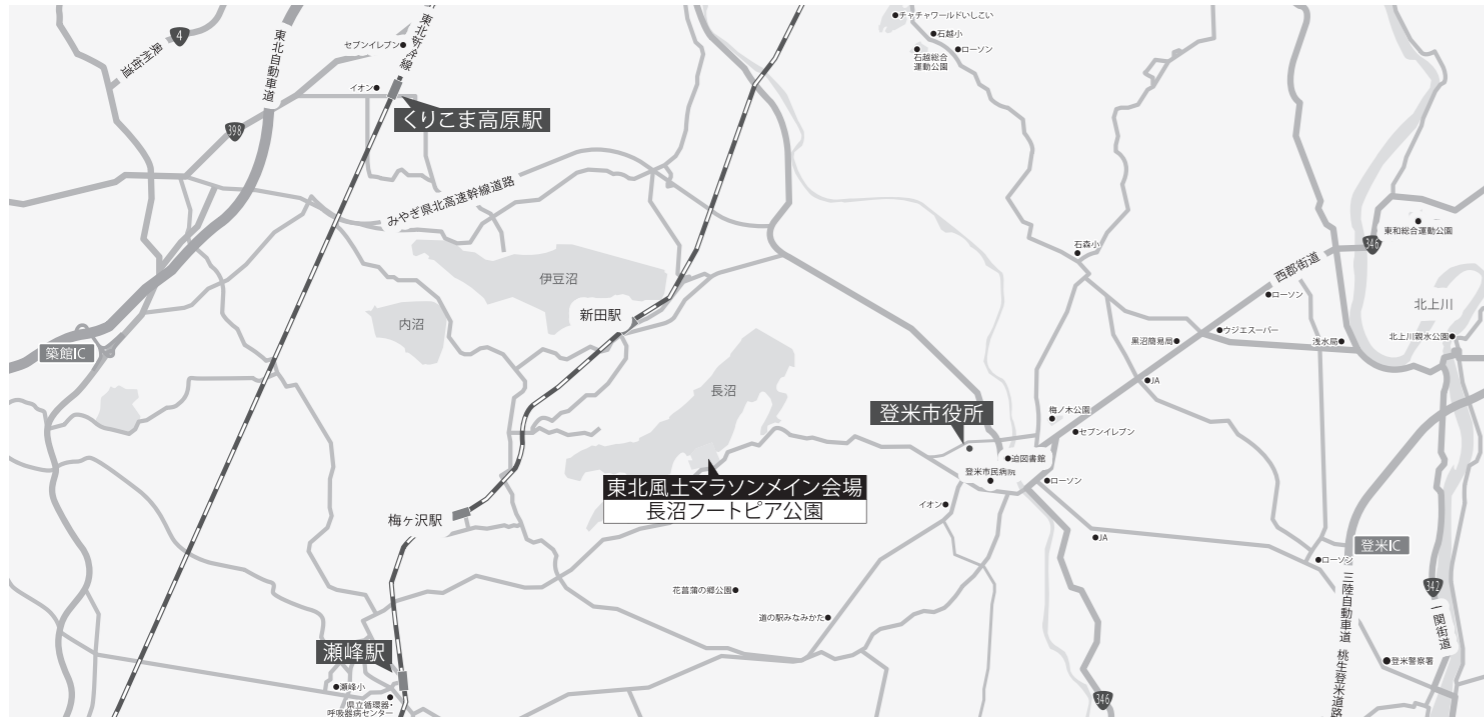 4
奥州街道
東北自動車道
セブンイレブン
東北新幹線
イオン
くりこま高原駅
398
チャチャワールドいしこい
石越小
石越総合
運動公園
ローソン
みやぎ県北高速幹線道路
伊豆沼
内沼
新田駅
築館IC
長沼
石森小
西郡街道
346
東和総合運動公園
北上川
ローソン
ウジエスーパー
黒沼簡易局
浅水局
北上川親水公園
JA
梅ノ木公園
セブンイレブン
登米市役所
迫図書館
登米市民病院
ローソン
イオン
東北風土マラソンメイン会場
長沼フートピア公園
梅ヶ沢駅
JA
ローソン
登米IC
花菖蒲の郷公園
道の駅みなみかた
三陸自動車道 桃生登米道路
342
一関街道
瀬峰駅
瀬峰小
県立循環器・
呼吸器病センター
登米警察署
346